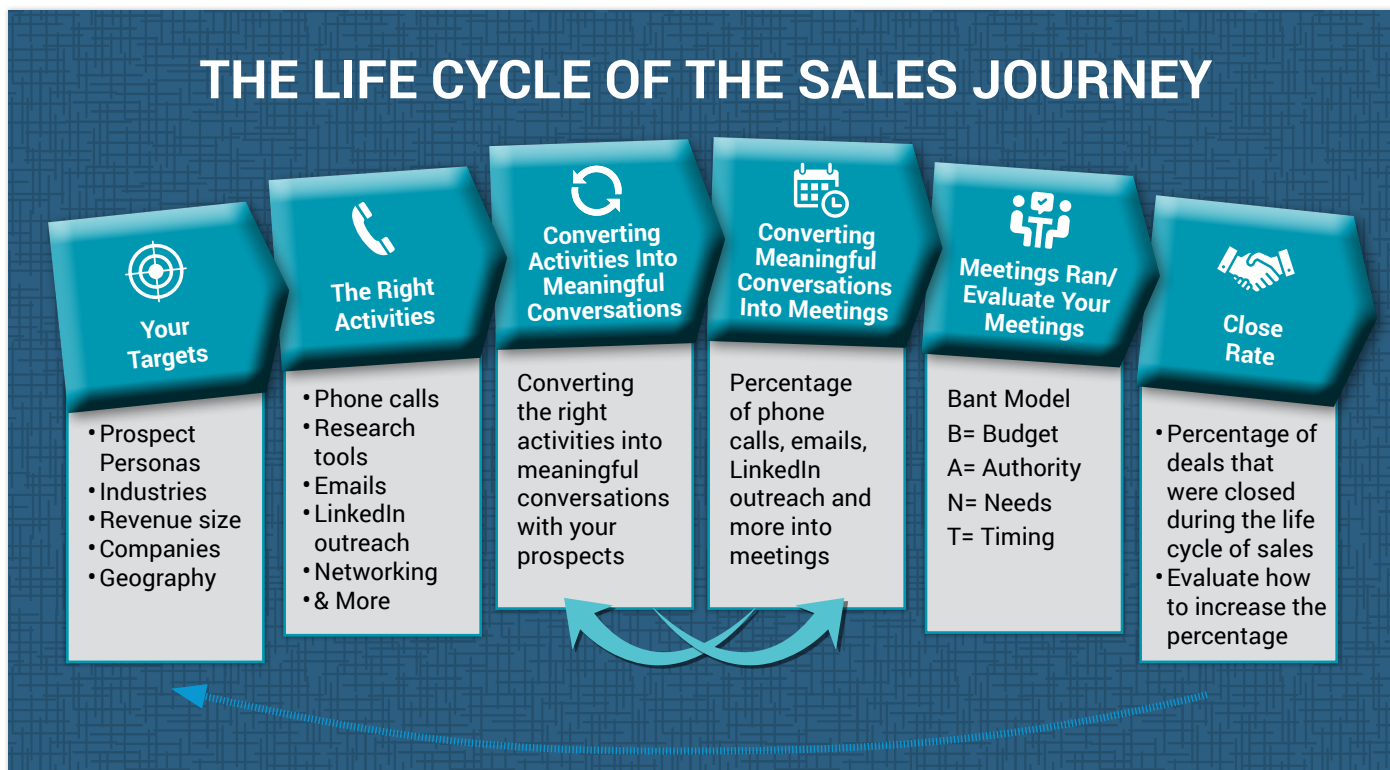 THE LIFE CYCLE OF THE SALES JOURNEY
Your
Targets
• Prospect
Personas
• Industries
• Revenue size
• Companies
• Geography
The Right
Activities
• Phone calls
• Research
tools
• Emails
• LinkedIn
outreach
• Networking
• & More
Converting
Activities Into
Meaningful
Conversations
Converting
the right
activities into
meaningful
conversations
with your
prospects
Converting
Meaningful
Conversations
Into Meetings
Percentage
of phone
calls, emails,
LinkedIn
outreach and
more into
meetings
Meetings Ran/
Evaluate Your
Meetings
Bant Model
B= Budget
A= Authority
N= Needs
T= Timing
Close
Rate
• Percentage of
deals that
were closed
during the life
cycle of sales
• Evaluate how
to increase the
percentage